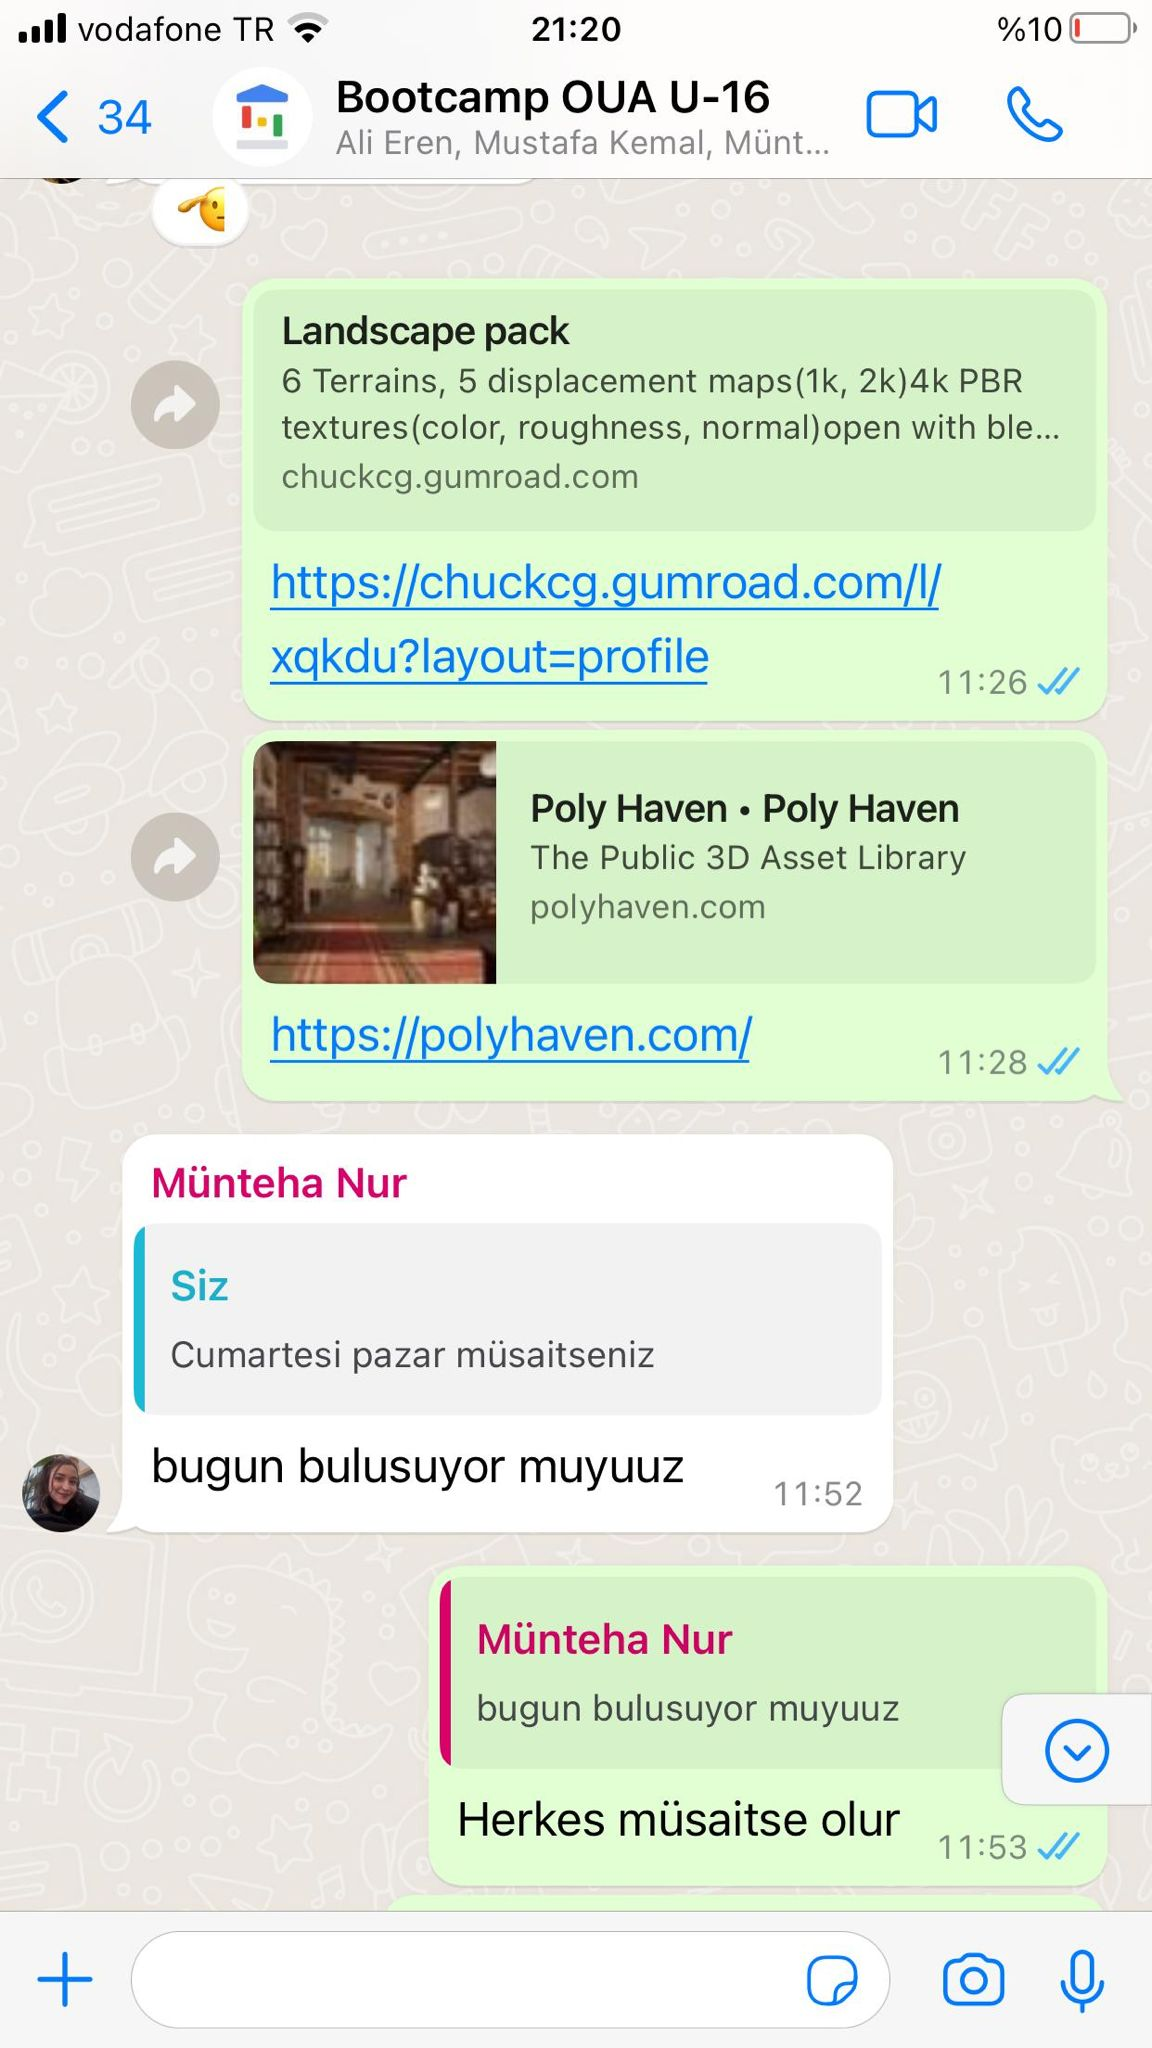 vodafone TR
21:20
%10
34
Bootcamp OUA U-16
Ali Eren, Mustafa Kemal, Münt...
Landscape pack
6 Terrains, 5 displacement maps(1k, 2k)4k PBR
textures(color, roughness, normal)open with ble...
chuckcg.gumroad.com
https://chuckcg.gumroad.com/l/
xqkdu?layout=profile
11:26
Poly Haven • Poly Haven
The Public 3D Asset Library
polyhaven.com
https://polyhaven.com/
11:28
Münteha Nur
Siz
Cumartesi pazar müsaitseniz
bugun bulusuyor muyuuz
11:52
Münteha Nur
bugun bulusuyor muyuuz
Herkes müsaitse olur
11:53